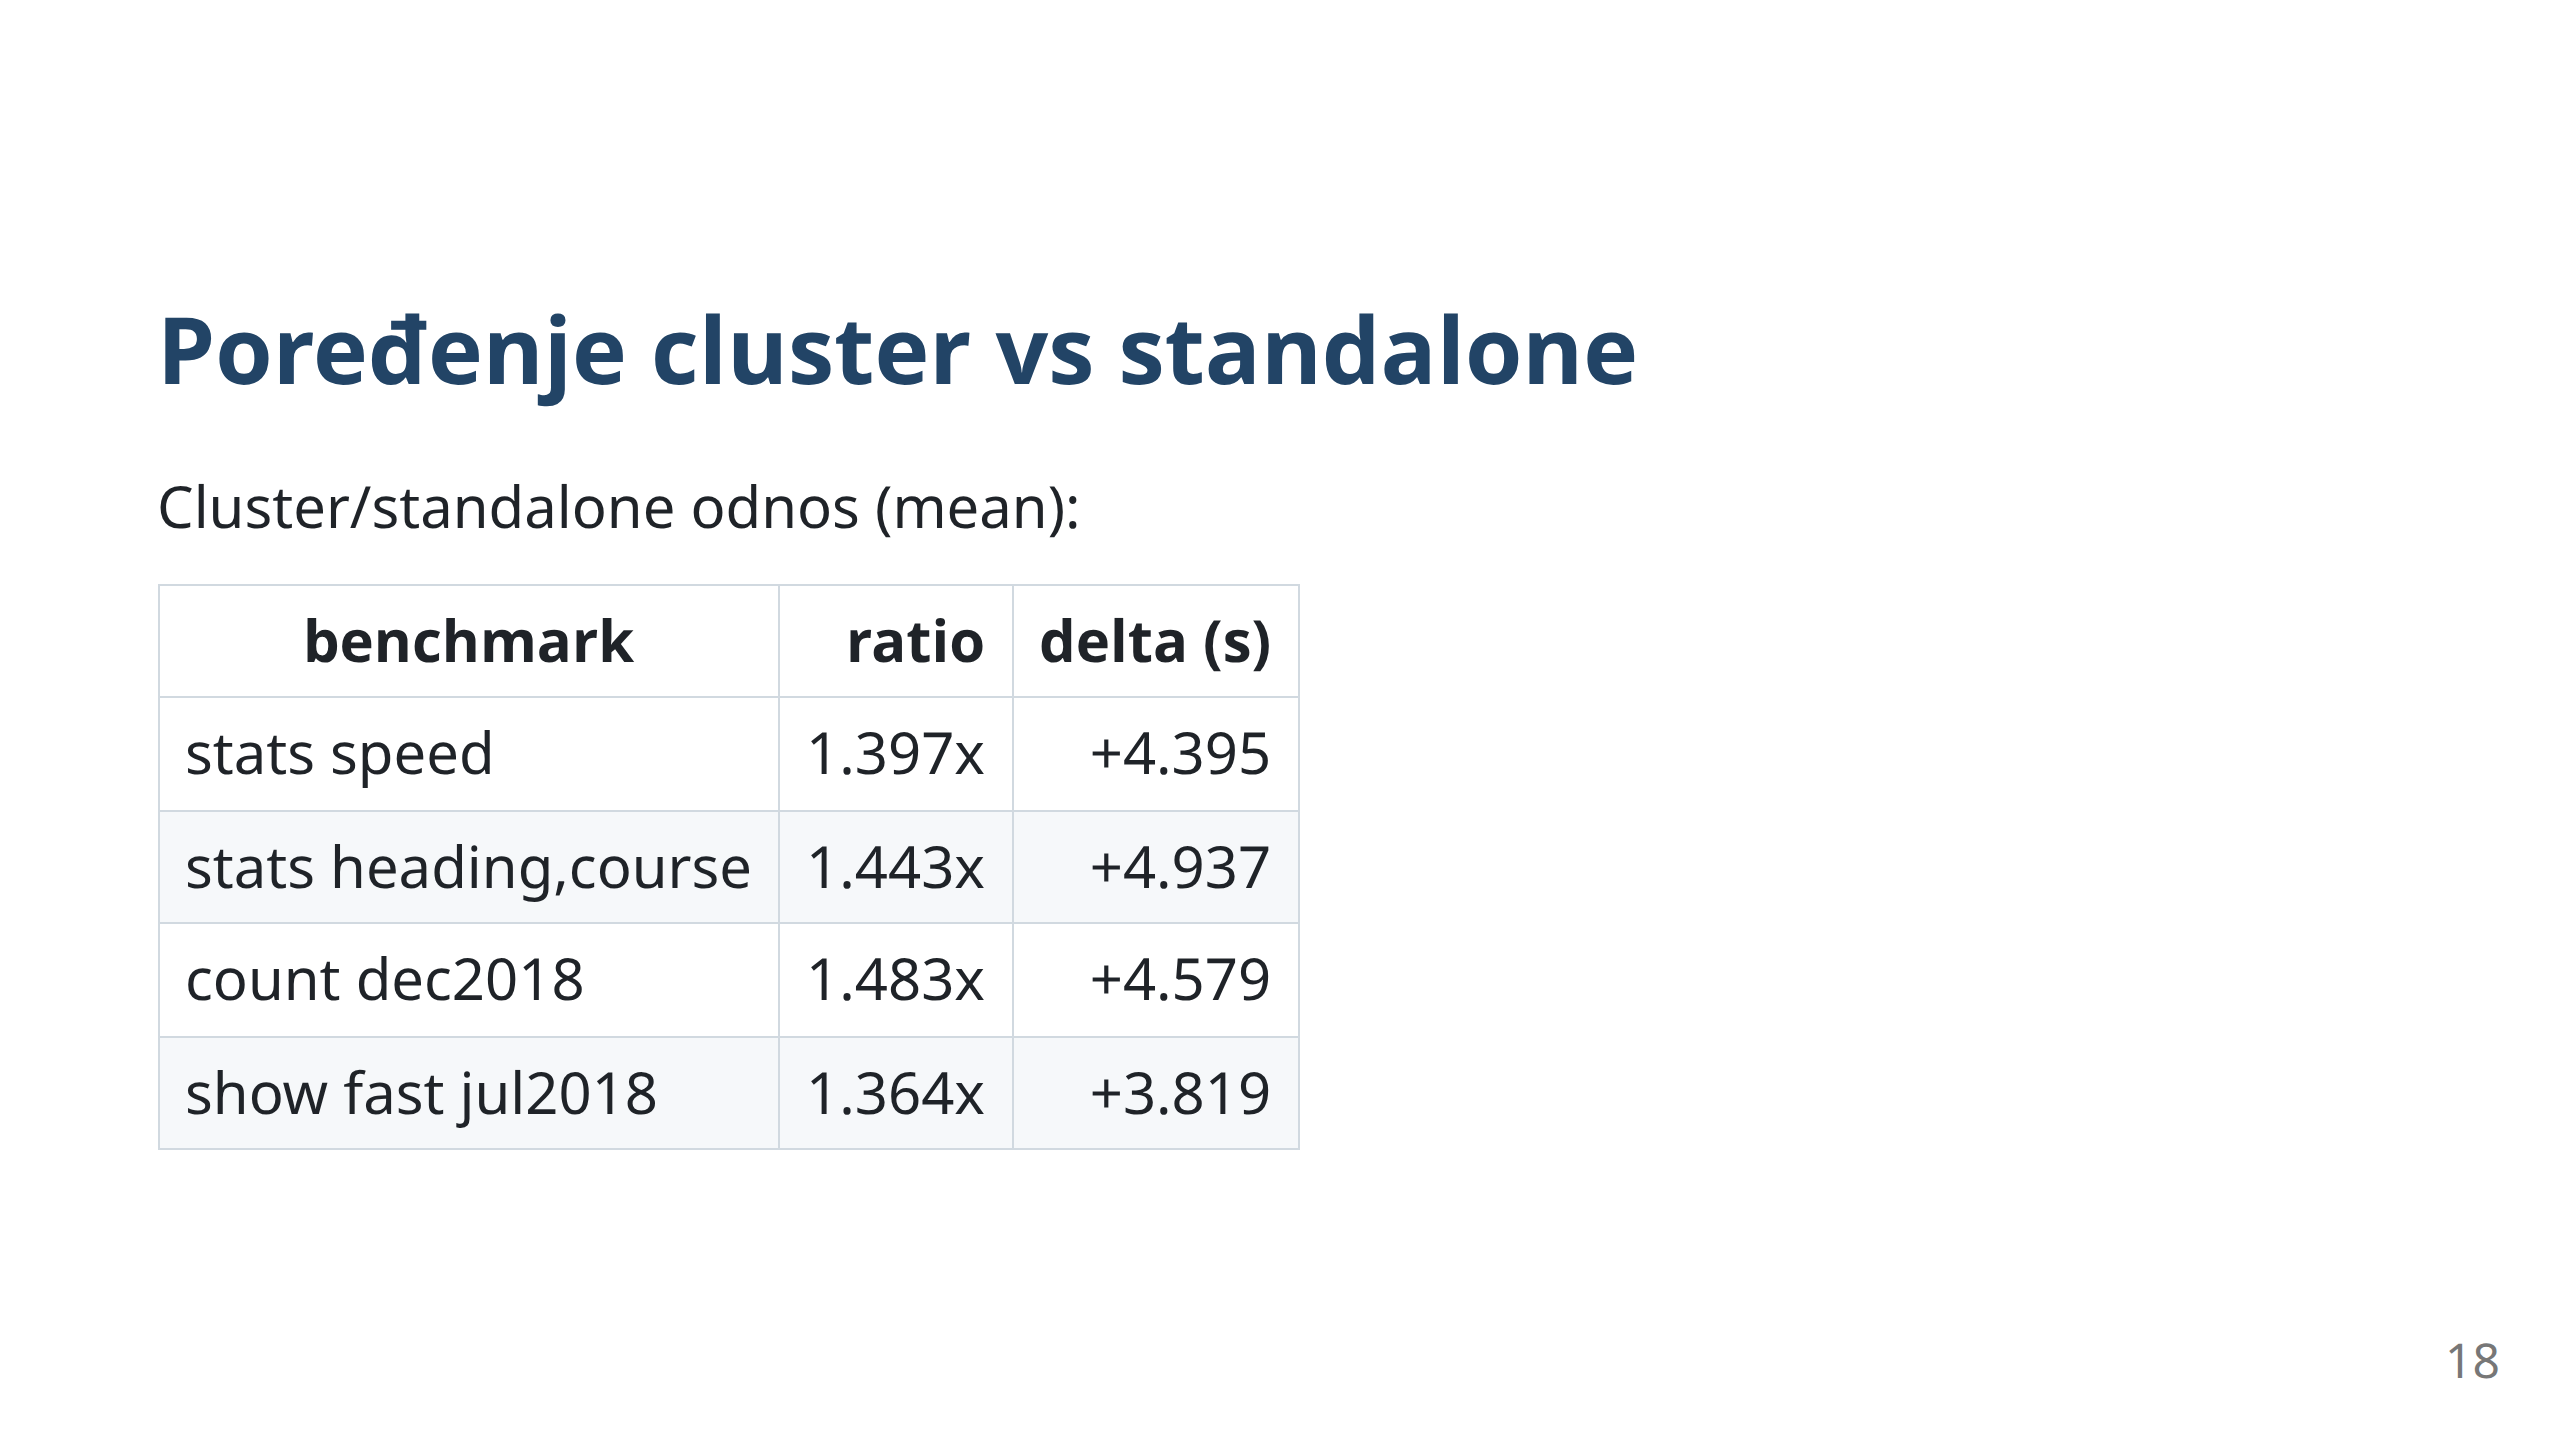 Poređenje cluster vs standalone
Cluster/standalone odnos (mean):
benchmark ratio delta (s)
stats speed 1.397x +4.395
stats heading,course 1.443x +4.937
count dec2018 1.483x +4.579
show fast jul2018 1.364x +3.819
18